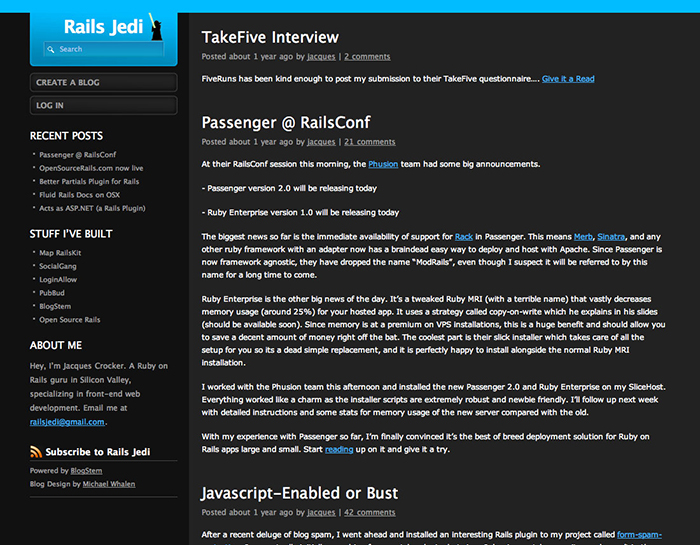 Rails Jedi
Search
CREATE A BLOG
LOG IN
RECENT POSTS
Passenger @ RailsConf
OpenSourceRails.com now live
Better Partials Plugin for Rails
Fluid Rails Docs on OSX
Acts as ASP.NET (a Rails Plugin)
STUFF I'VE BUILT
Map RailsKit
SocialGang
LoginAllow
PubBud
BlogStem
Open Source Rails
ABOUT ME
Hey, I'm Jacques Crocker. A Ruby on
Rails guru in Silicon Valley,
specializing in front-end web
development. Email me at
railsjedi@gmail.com.
Subscribe to Rails Jedi
Powered by BlogStem
Blog Design by Michael Whalen
TakeFive Interview
Posted about 1 year ago by jacques | 2 comments
FiveRuns has been kind enough to post my submission to their TakeFive questionnaire.... Give it a Read
Passenger @ RailsConf
Posted about 1 year ago by jacques | 21 comments
At their RailsConf session this morning, the Phusion team had some big announcements.
- Passenger version 2.0 will be releasing today
- Ruby Enterprise version 1.0 will be releasing today
The biggest news so far is the immediate availability of support for Rack in Passenger. This means Merb, Sinatra, and any
other ruby framework with an adapter now has a braindead easy way to deploy and host with Apache. Since Passenger is
now framework agnostic, they have dropped the name "ModRails", even though I suspect it will be referred to by this
name for a long time to come.
Ruby Enterprise is the other big news of the day. It's a tweaked Ruby MRI (with a terrible name) that vastly decreases
memory usage (around 25%) for your hosted app. It uses a strategy called copy-on-write which he explains in his slides
(should be available soon). Since memory is at a premium on VPS installations, this is a huge benefit and should allow you
to save a decent amount of money right off the bat. The coolest part is their slick installer which takes care of all the
setup for you so its a dead simple replacement, and it is perfectly happy to install alongside the normal Ruby MRI
installation.
I worked with the Phusion team this afternoon and installed the new Passenger 2.0 and Ruby Enterprise on my SliceHost.
Everything worked like a charm as the installer scripts are extremely robust and newbie friendly. I'll follow up next week
with detailed instructions and some stats for memory usage of the new server compared with the old.
With my experience with Passenger so far, I'm finally convinced it's the best of breed deployment solution for Ruby on
Rails apps large and small. Start reading up on it and give it a try.
Javascript-Enabled or Bust
Posted about 1 year ago by jacques | 42 comments
After a recent deluge of blog spam, I went ahead and installed an interesting Rails plugin to my project called form-spam-